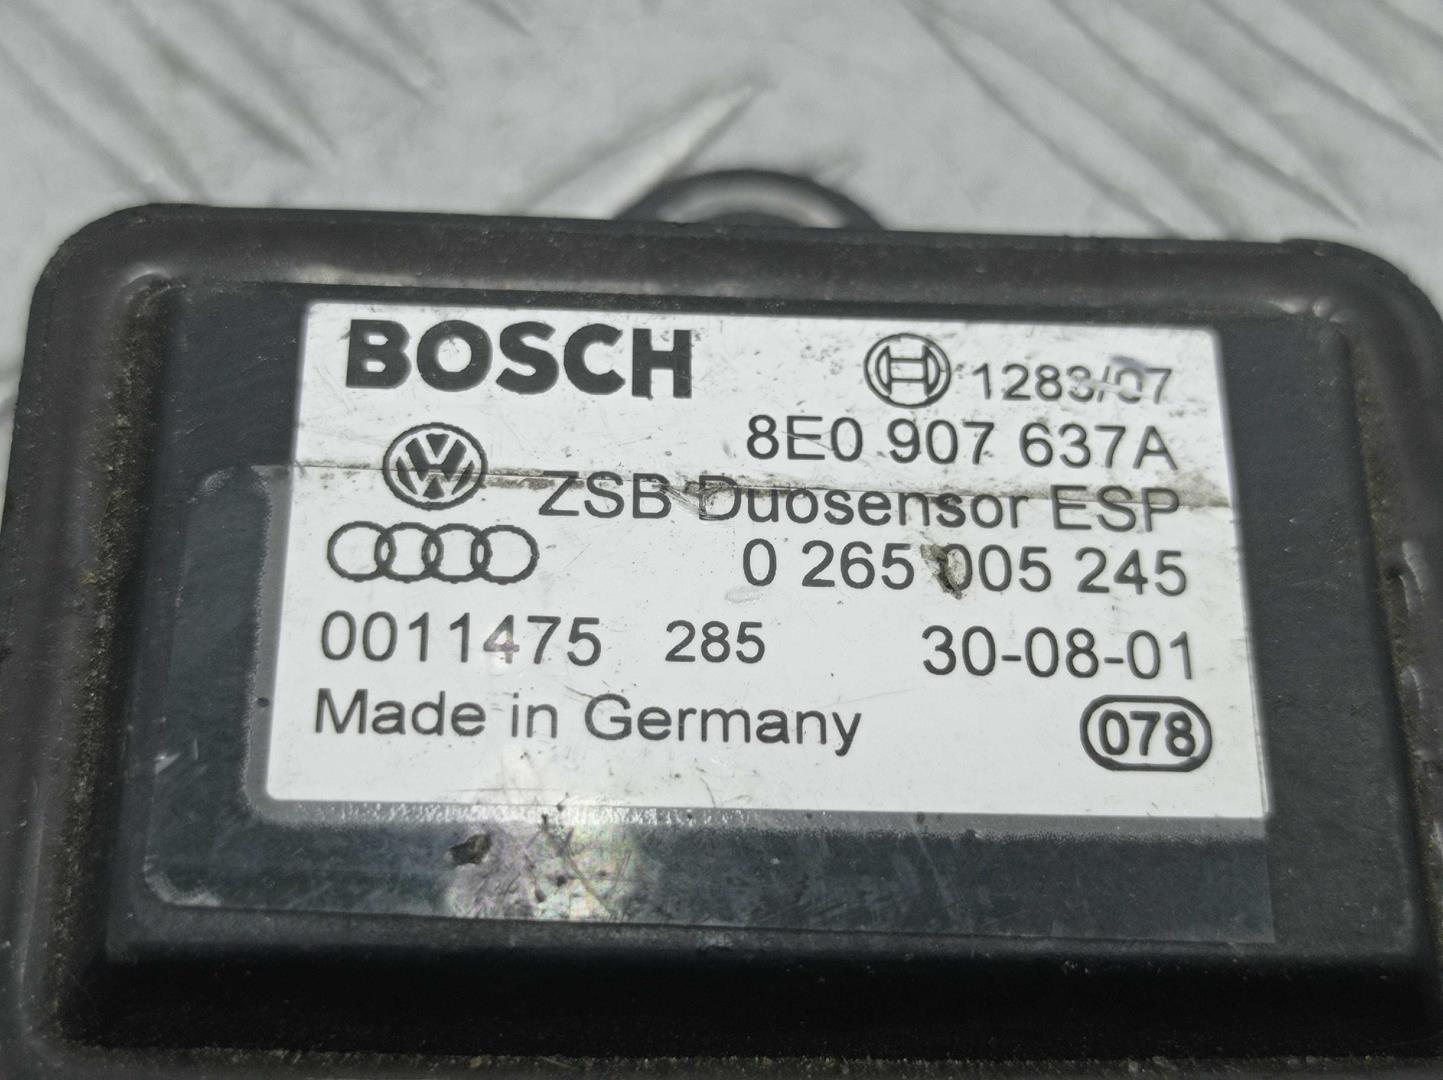 BOSCH 1283/07
8E0 907 637A
ZSB Duosensor ESP
0 265 005 245
0011475 285 30-08-01
Made in Germany 078